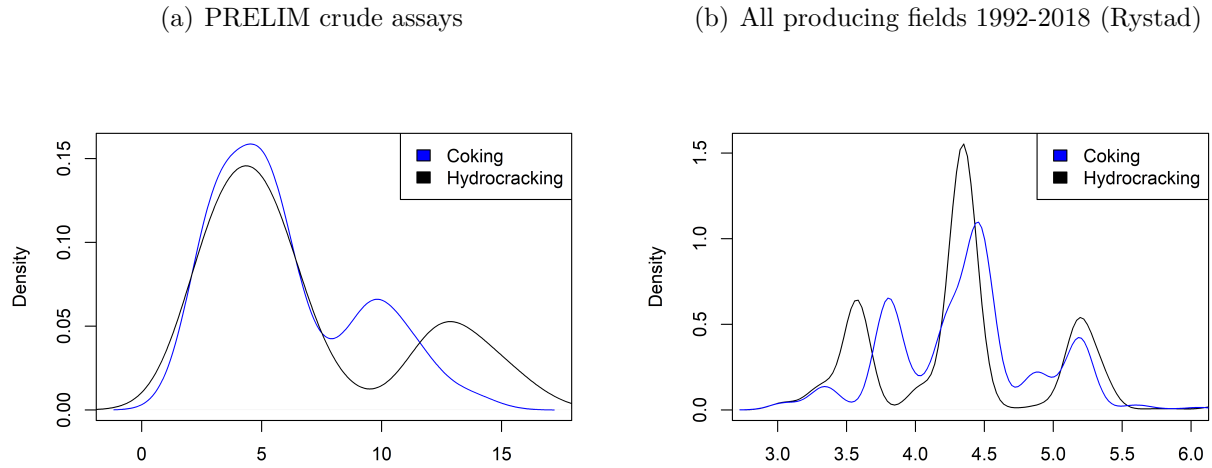 (a) PRELIM crude assays
(b) All producing fields 1992-2018 (Rystad)
Density
0.00
0.05
0.10
0.15
0
5
10
15
Coking
Hydrocracking
Density
0.0
0.5
1.0
1.5
3.0
3.5
4.0
4.5
5.0
5.5
6.0
Coking
Hydrocracking